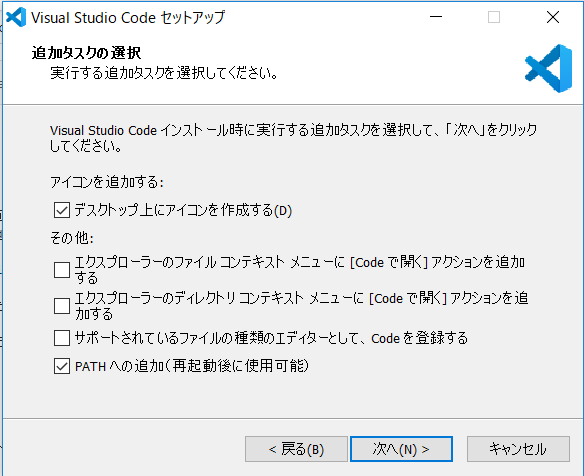 Visual Studio Code セットアップ
追加タスクの選択
実行する追加タスクを選択してください。
Visual Studio Code インストール時に実行する追加タスクを選択して、「次へ」をクリック
してください。
アイコンを追加する:
デスクトップ上にアイコンを作成する(D)
その他:
エクスプローラーのファイル コンテキスト メニューに [Code で開く] アクションを追加
する
エクスプローラーのディレクトリ コンテキスト メニューに [Code で開く] アクションを追
加する
サポートされているファイルの種類のエディターとして、Code を登録する
PATH への追加(再起動後に使用可能)
< 戻る(B)
次へ(N) >
キャンセル